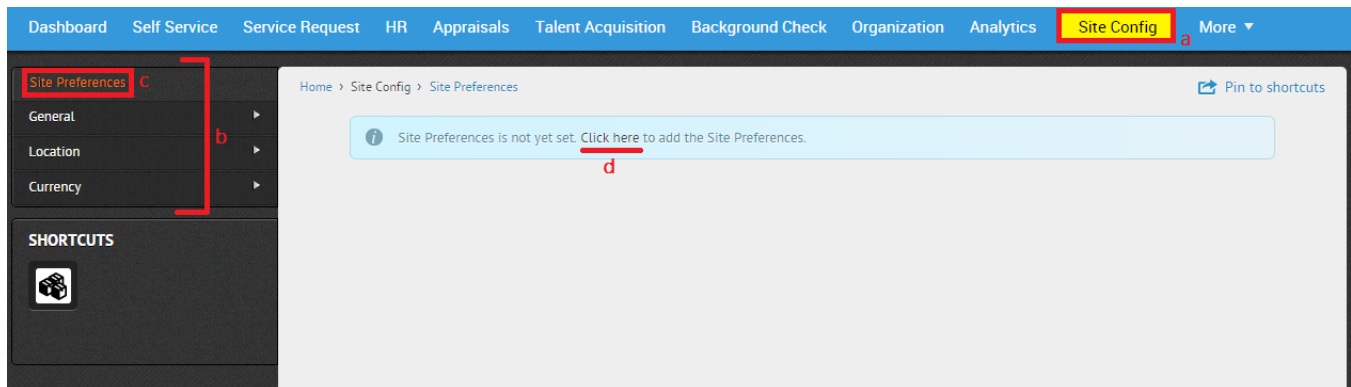 Dashboard Self Service Service Request HR Appraisals Talent Acquisition Background Check Organization Analytics Site Config a More ▼
Site Preferences c
General
b
Location
Currency
SHORTCUTS
Home › Site Config › Site Preferences
Pin to shortcuts
i Site Preferences is not yet set. Click here to add the Site Preferences.
d